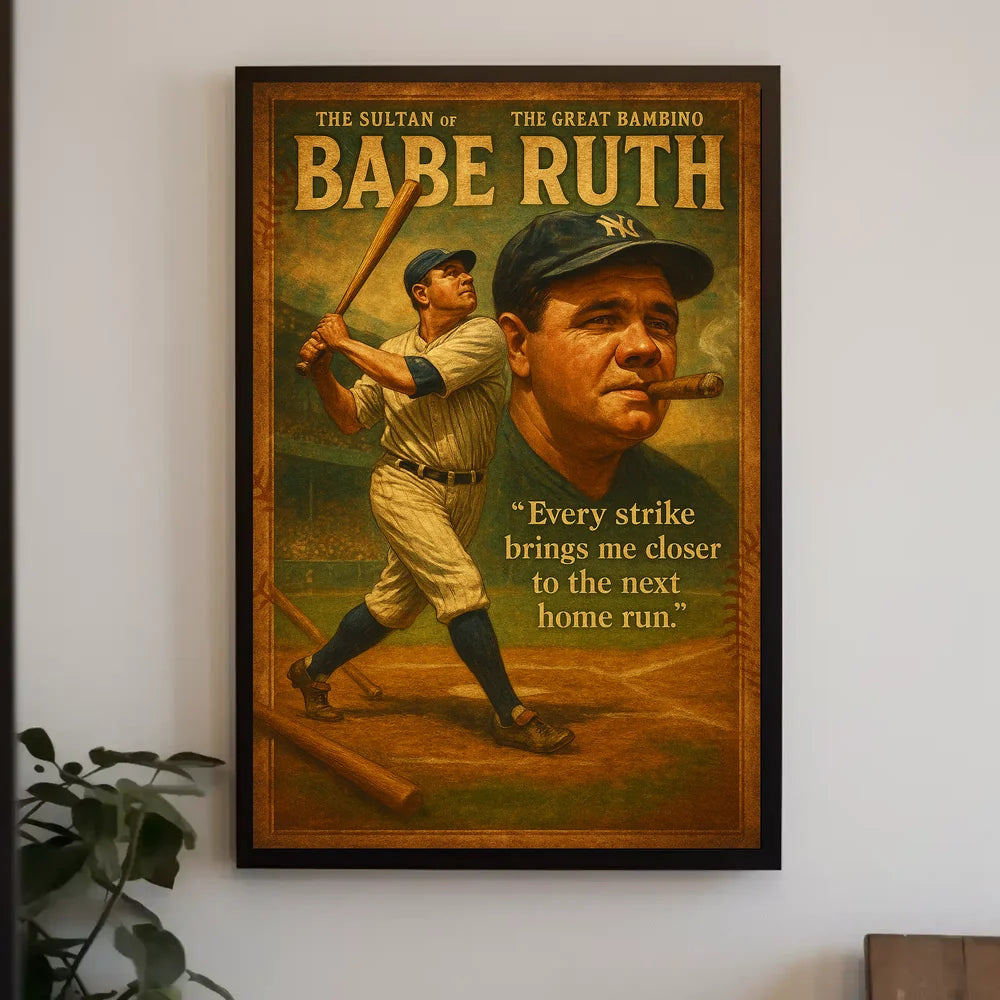 THE SULTAN OF THE GREAT BAMBINO
BABE RUTH
NY
“Every strike
brings me closer
to the next
home run.”